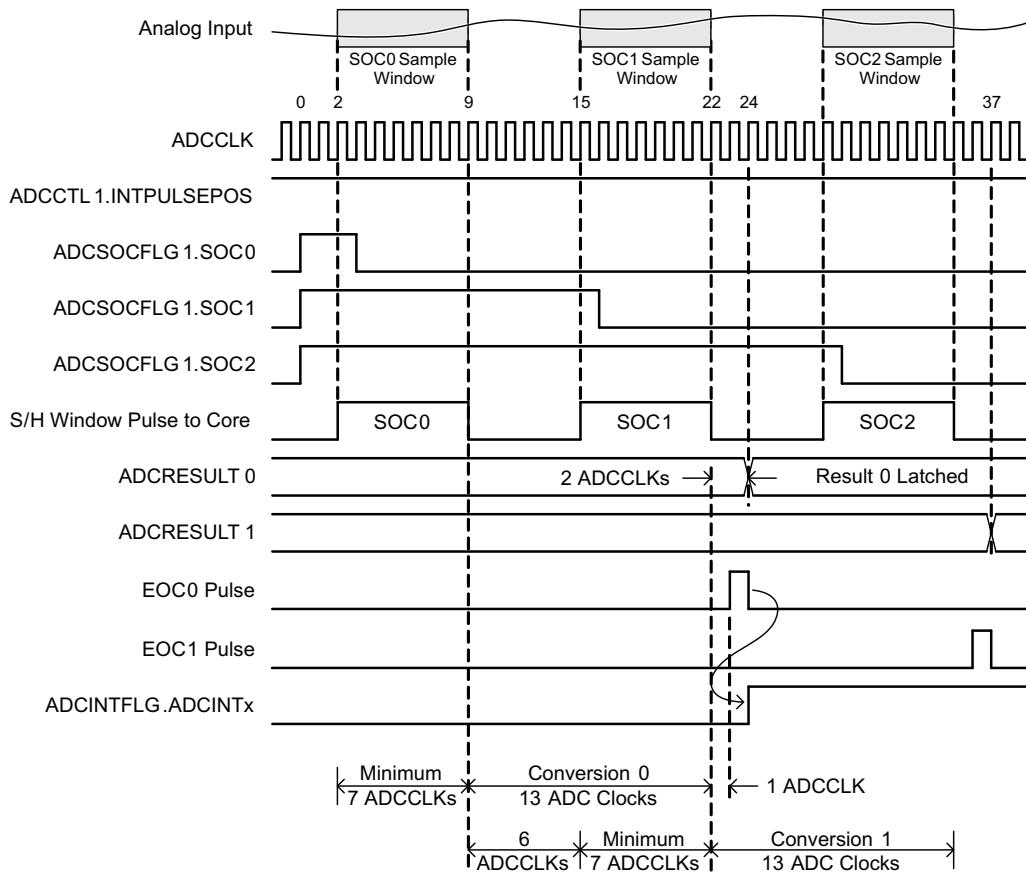 Analog Input
SOC0 Sample
Window
SOC1 Sample
Window
SOC2 Sample
Window
0 2 9 15 22 24 37
ADCCLK
ADCCTL 1.INTPULSEPOS
ADCSOCFLG 1.SOC0
ADCSOCFLG 1.SOC1
ADCSOCFLG 1.SOC2
S/H Window Pulse to Core
SOC0 SOC1 SOC2
ADCRESULT 0
2 ADCCLKs
Result 0 Latched
ADCRESULT 1
EOC0 Pulse
EOC1 Pulse
ADCINTFLG .ADCINTx
Minimum
7 ADCCLKs
Conversion 0
13 ADC Clocks
1 ADCCLK
6
ADCCLKs
Minimum
7 ADCCLKs
Conversion 1
13 ADC Clocks